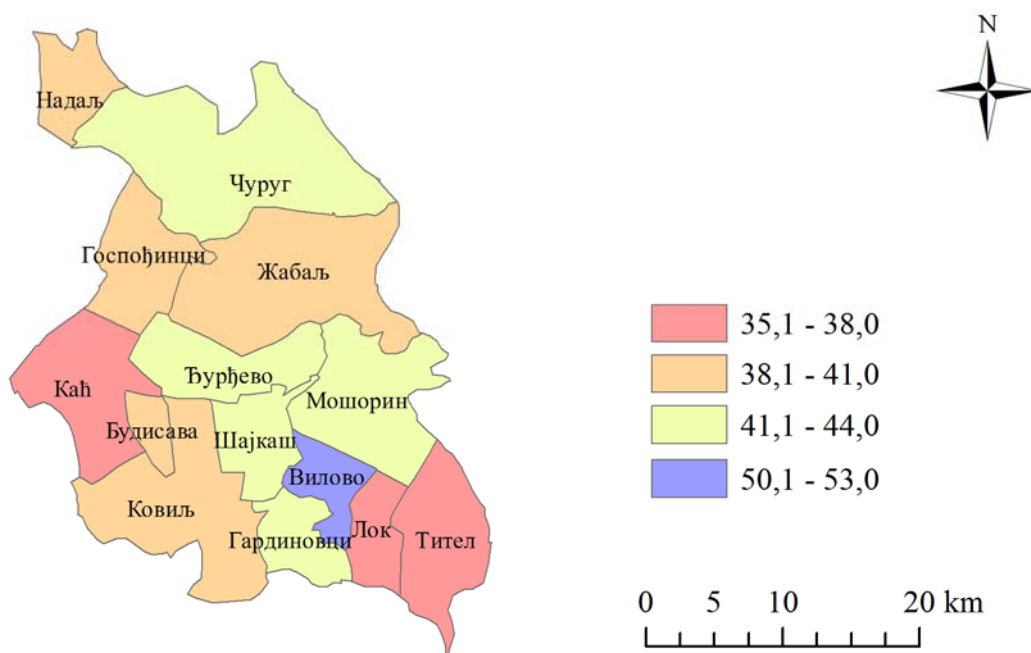 N
Надаљ
Чуруг
Госпођинци
Жабаљ
Ђурђево
Каћ
Мошорин
Будисава
Шајкаш
Вилово
Ковиљ
Гардиновци
Лок
Тител
35,1 - 38,0
38,1 - 41,0
41,1 - 44,0
50,1 - 53,0
0 5 10 20 km